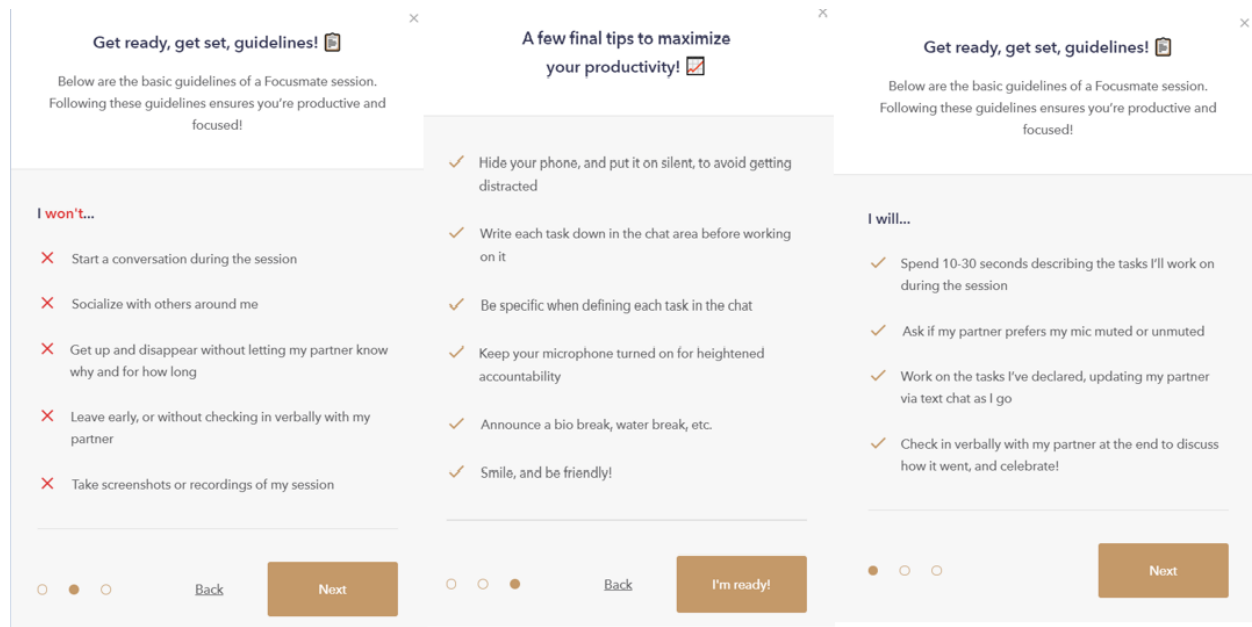 Get ready, get set, guidelines! 📋
Below are the basic guidelines of a Focusmate session.
Following these guidelines ensures you're productive and
focused!
I won't...
Start a conversation during the session
Socialize with others around me
Get up and disappear without letting my partner know
why and for how long
Leave early, or without checking in verbally with my
partner
Take screenshots or recordings of my session
Back
Next
A few final tips to maximize
your productivity! 📈
Hide your phone, and put it on silent, to avoid getting
distracted
Write each task down in the chat area before working
on it
Be specific when defining each task in the chat
Keep your microphone turned on for heightened
accountability
Announce a bio break, water break, etc.
Smile, and be friendly!
Back
I'm ready!
Get ready, get set, guidelines! 📋
Below are the basic guidelines of a Focusmate session.
Following these guidelines ensures you're productive and
focused!
I will...
Spend 10-30 seconds describing the tasks I'll work on
during the session
Ask if my partner prefers my mic muted or unmuted
Work on the tasks I've declared, updating my partner
via text chat as I go
Check in verbally with my partner at the end to discuss
how it went, and celebrate!
Next